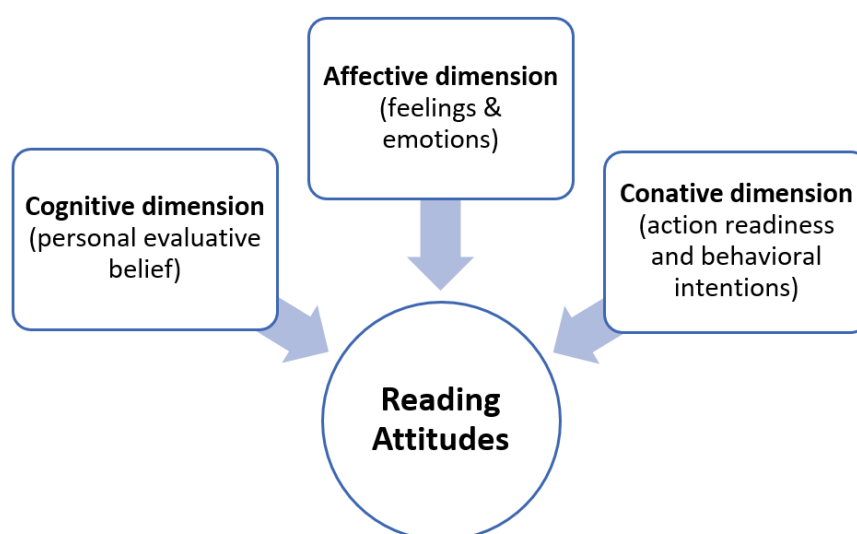 Affective dimension
(feelings &
emotions)
Cognitive dimension
(personal evaluative
belief)
Conative dimension
(action readiness
and behavioral
intentions)
Reading
Attitudes